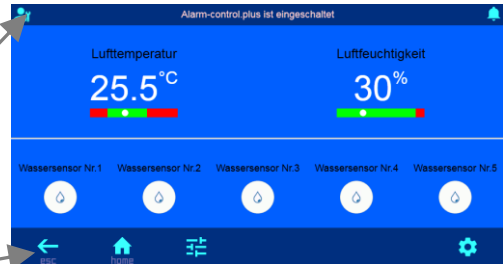 Alarm-control.plus ist eingeschaltet
Lufttemperatur Luftfeuchtigkeit
25.5°C 30%
Wassersensor Nr.1 Wassersensor Nr.2 Wassersensor Nr.3 Wassersensor Nr.4 Wassersensor Nr.5
esc home